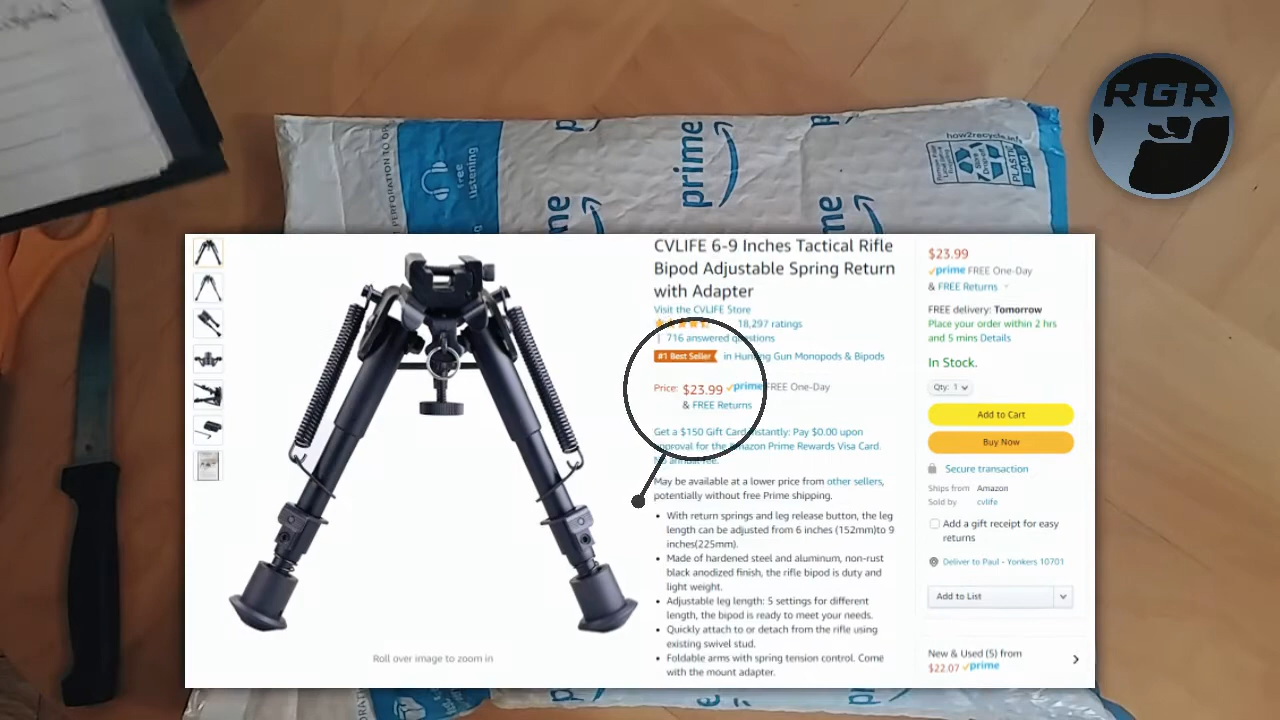 PERFORATION TO OP
free
listening
prime
prime
how2recycle.in
Store
Drop-off
PLASTIC
BAG
RGR
CVLIFE 6-9 Inches Tactical Rifle
Bipod Adjustable Spring Return
with Adapter
Visit the CVLIFE Store
18,297 ratings
| 716 answered questions
#1 Best Seller in Hunting Gun Monopods & Bipods
Price: $23.99 prime FREE One-Day
& FREE Returns
Get a $150 Gift Card instantly: Pay $0.00 upon
approval for the Amazon Prime Rewards Visa Card.
No annual fee.
May be available at a lower price from other sellers,
potentially without free Prime shipping.
• With return springs and leg release button, the leg
length can be adjusted from 6 inches (152mm)to 9
inches(225mm).
• Made of hardened steel and aluminum, non-rust
black anodized finish, the rifle bipod is duty and
light weight.
• Adjustable leg length: 5 settings for different
length, the bipod is ready to meet your needs.
• Quickly attach to or detach from the rifle using
existing swivel stud.
• Foldable arms with spring tension control. Come
with the mount adapter.
Roll over image to zoom in
$23.99
prime FREE One-Day
& FREE Returns
FREE delivery: Tomorrow
Place your order within 2 hrs
and 5 mins Details
In Stock.
Qty: 1
Add to Cart
Buy Now
Secure transaction
Ships from Amazon
Sold by cvlife
Add a gift receipt for easy
returns
Deliver to Paul - Yonkers 10701
Add to List
New & Used (5) from
$22.07 prime